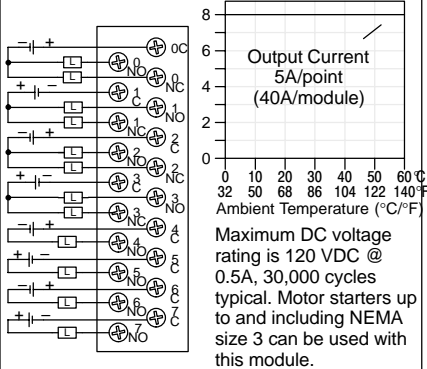 − + 0C
L 0 NO
L 0 NC
+ − 1 C
L 1 NO
L 1 NC
− + 2 C
L 2 NO
L 2 NC
+ − 3 C
L 3 NO
L 3 NC
− + 4 C
L 4 NO
+ − 5 C
L 5 NO
− + 6 C
L 6 NO
+ − 7 C
L 7 NO
8
6
4
2
0
Output Current
5A/point
(40A/module)
0 10 20 30 40 50 60°C
32 50 68 86 104 122 140°F
Ambient Temperature (°C/°F)
Maximum DC voltage
rating is 120 VDC @
0.5A, 30,000 cycles
typical. Motor starters up
to and including NEMA
size 3 can be used with
this module.